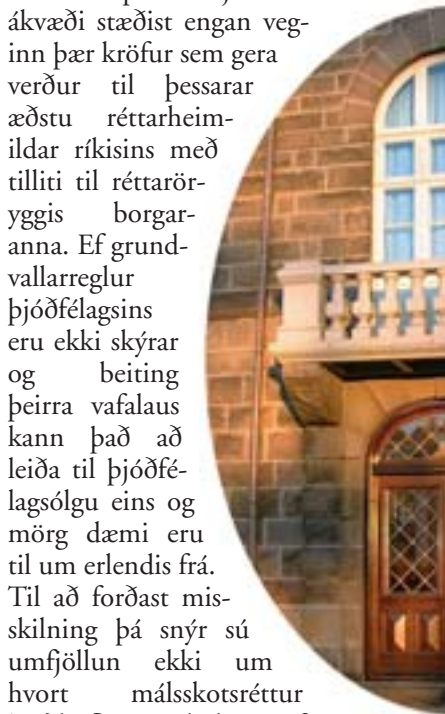 ákvæði stæðist engan veg-
inn þær kröfur sem gera
verður til þessarar
æðstu réttarheim-
ildar ríkisins með
tilliti til réttarör-
yggis borgar-
anna. Ef grund-
vallarreglur
þjóðfélagsins
eru ekki skýrar
og beiting
þeirra vafalaus
kann það að
leiða til þjóðfé-
lagsólgu eins og
mörg dæmi eru
til um erlendis frá.
Til að forðast mis-
skilning þá snýr sú
umfjöllun ekki um
hvort málsskotsréttur